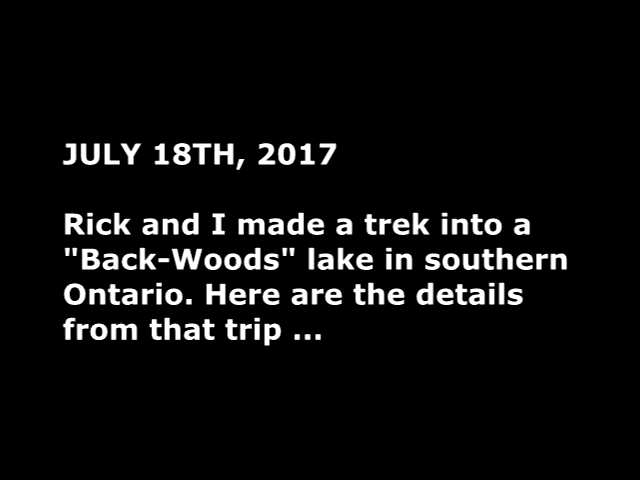 JULY 18TH, 2017
Rick and I made a trek into a
"Back-Woods" lake in southern
Ontario. Here are the details
from that trip ...